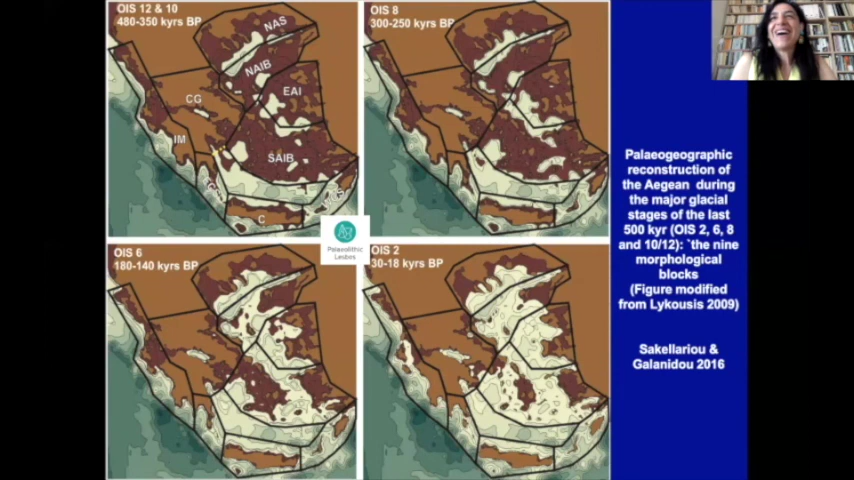 OIS 12 & 10
480-350 kyrs BP
NAS
NAIB
EAI
CG
IM
SAIB
C
OIS 8
300-250 kyrs BP
Palaeolithic
Lesbos
OIS 6
180-140 kyrs BP
OIS 2
30-18 kyrs BP
Palaeogeographic
reconstruction of
the Aegean during
the major glacial
stages of the last
500 kyr (OIS 2, 6, 8
and 10/12): `the nine
morphological
blocks
(Figure modified
from Lykousis 2009)
Sakellariou &
Galanidou 2016